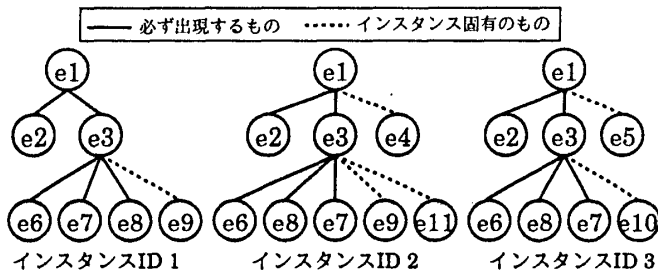 必ず出現するもの インスタンス固有のもの
e1 e1 e1
e2 e3 e2 e3 e4 e2 e3 e5
e6 e7 e8 e9 e6 e8 e7 e9 e11 e6 e8 e7 e10
インスタンスID 1 インスタンスID 2 インスタンスID 3